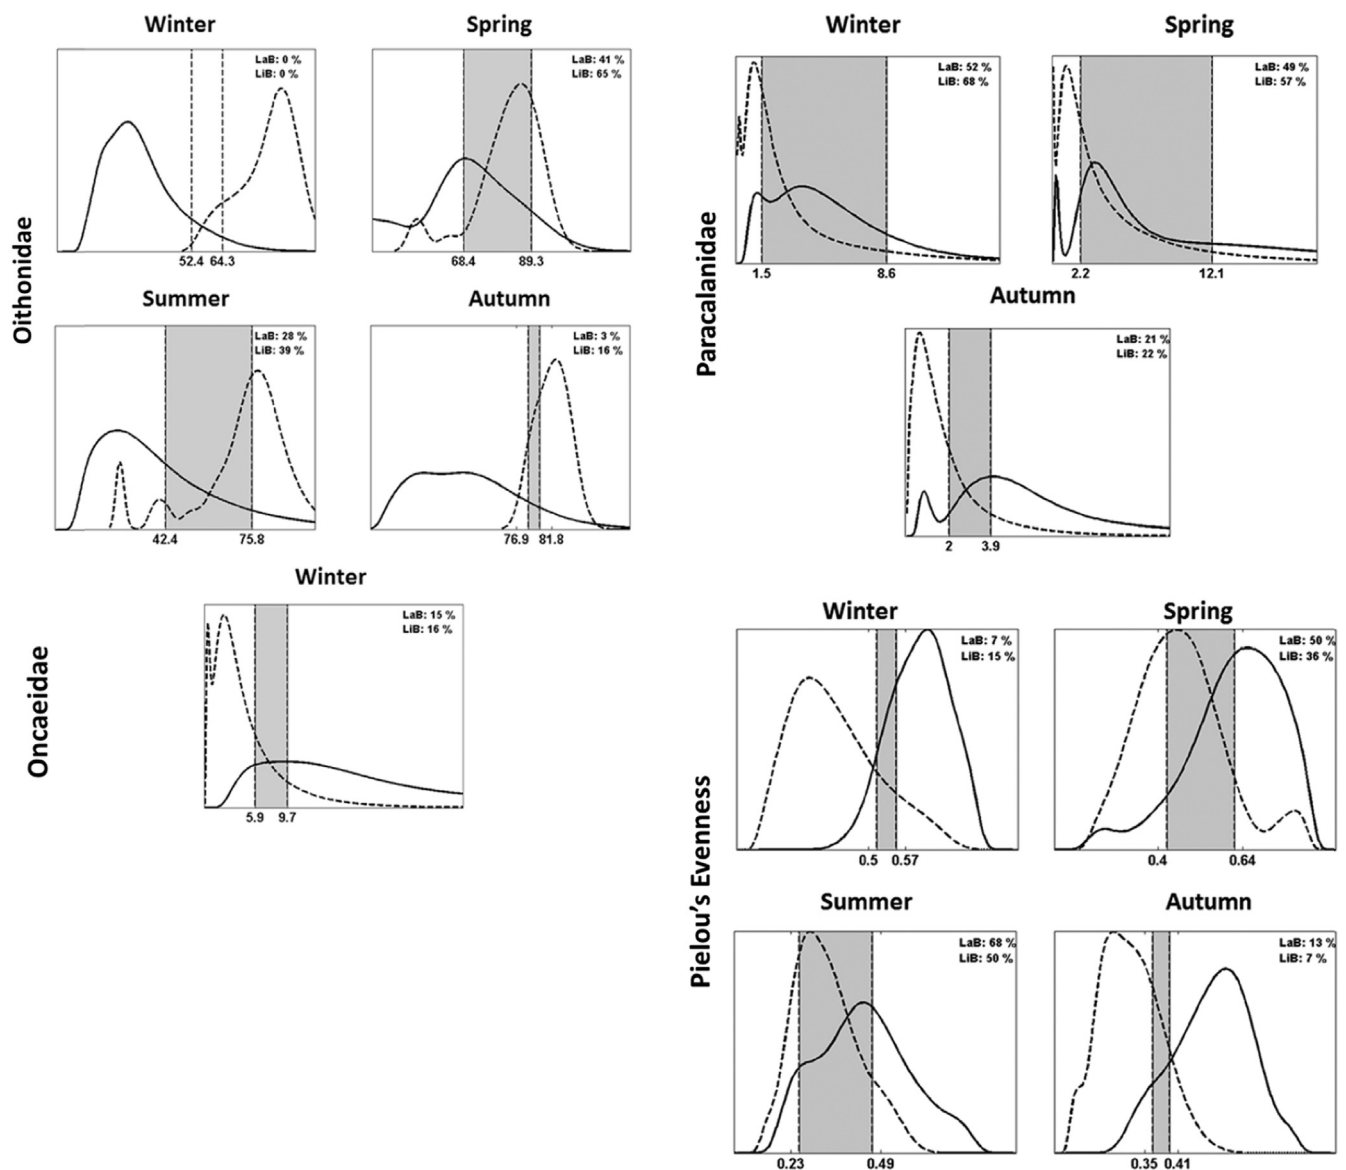 Oithonidae
Winter
LaB: 0 %
LiB: 0 %
52.4 64.3
Spring
LaB: 41 %
LiB: 65 %
68.4 89.3
Summer
LaB: 28 %
LiB: 39 %
42.4 75.8
Autumn
LaB: 3 %
LiB: 16 %
76.9 81.8
Oncaeidae
Winter
LaB: 15 %
LiB: 16 %
5.9 9.7
Paracalanidae
Winter
LaB: 52 %
LiB: 68 %
1.5 8.6
Spring
LaB: 49 %
LiB: 57 %
2.2 12.1
Autumn
LaB: 21 %
LiB: 22 %
2 3.9
Pielou's Evenness
Winter
LaB: 7 %
LiB: 15 %
0.5 0.57
Spring
LaB: 50 %
LiB: 36 %
0.4 0.64
Summer
LaB: 68 %
LiB: 50 %
0.23 0.49
Autumn
LaB: 13 %
LiB: 7 %
0.35 0.41